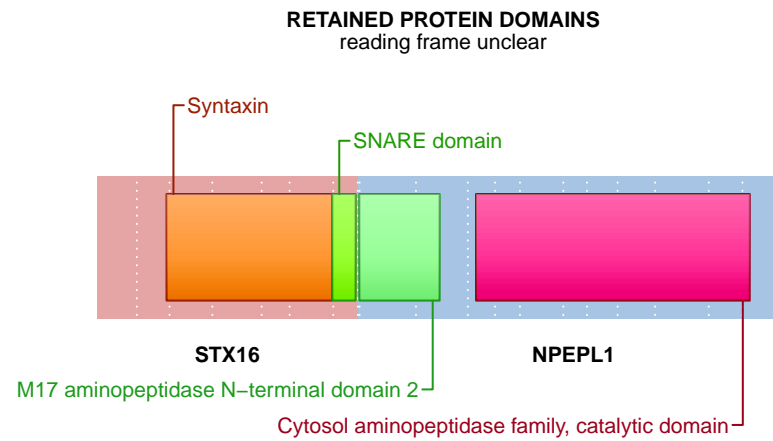 RETAINED PROTEIN DOMAINS
reading frame unclear
Syntaxin
SNARE domain
STX16
NPEPL1
M17 aminopeptidase N−terminal domain 2
Cytosol aminopeptidase family, catalytic domain